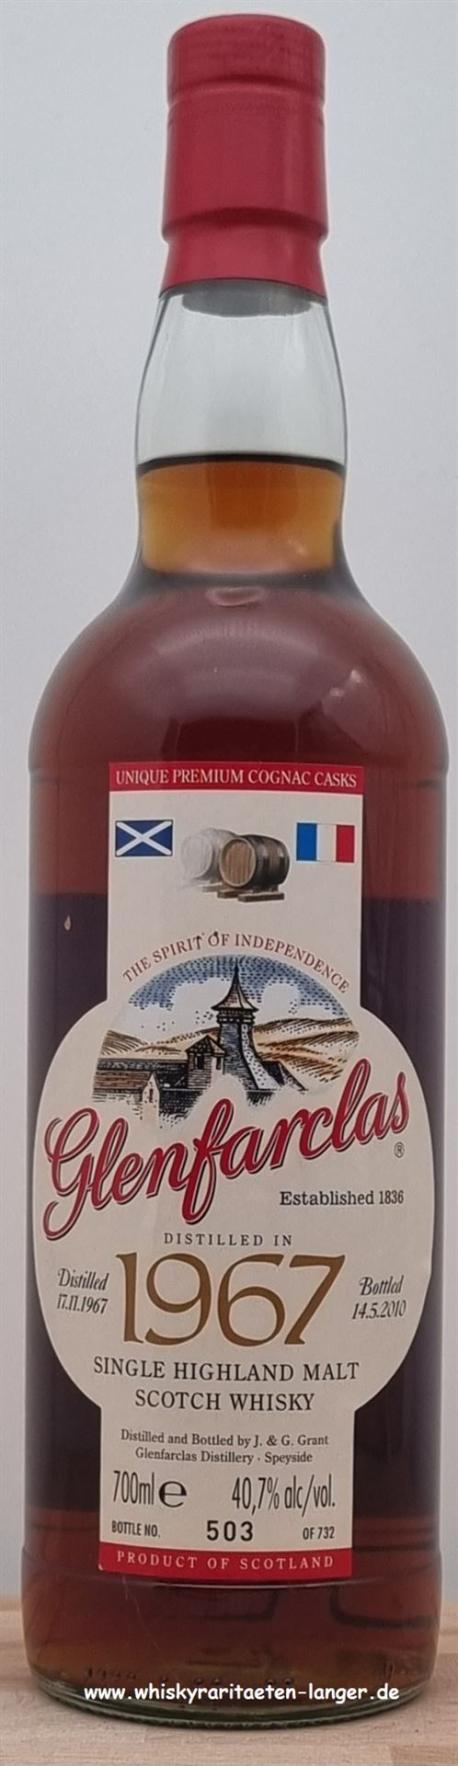 UNIQUE PREMIUM COGNAC CASKS
THE SPIRIT OF INDEPENDENCE
Glenfarclas ®
Established 1836
DISTILLED IN
1967
Distilled
17.11.1967
Bottled
14.5.2010
SINGLE HIGHLAND MALT
SCOTCH WHISKY
Distilled and Bottled by J. & G. Grant
Glenfarclas Distillery · Speyside
700ml e 40,7% alc/vol.
BOTTLE NO. 503 OF 732
PRODUCT OF SCOTLAND
www.whiskyraritaeten-langer.de